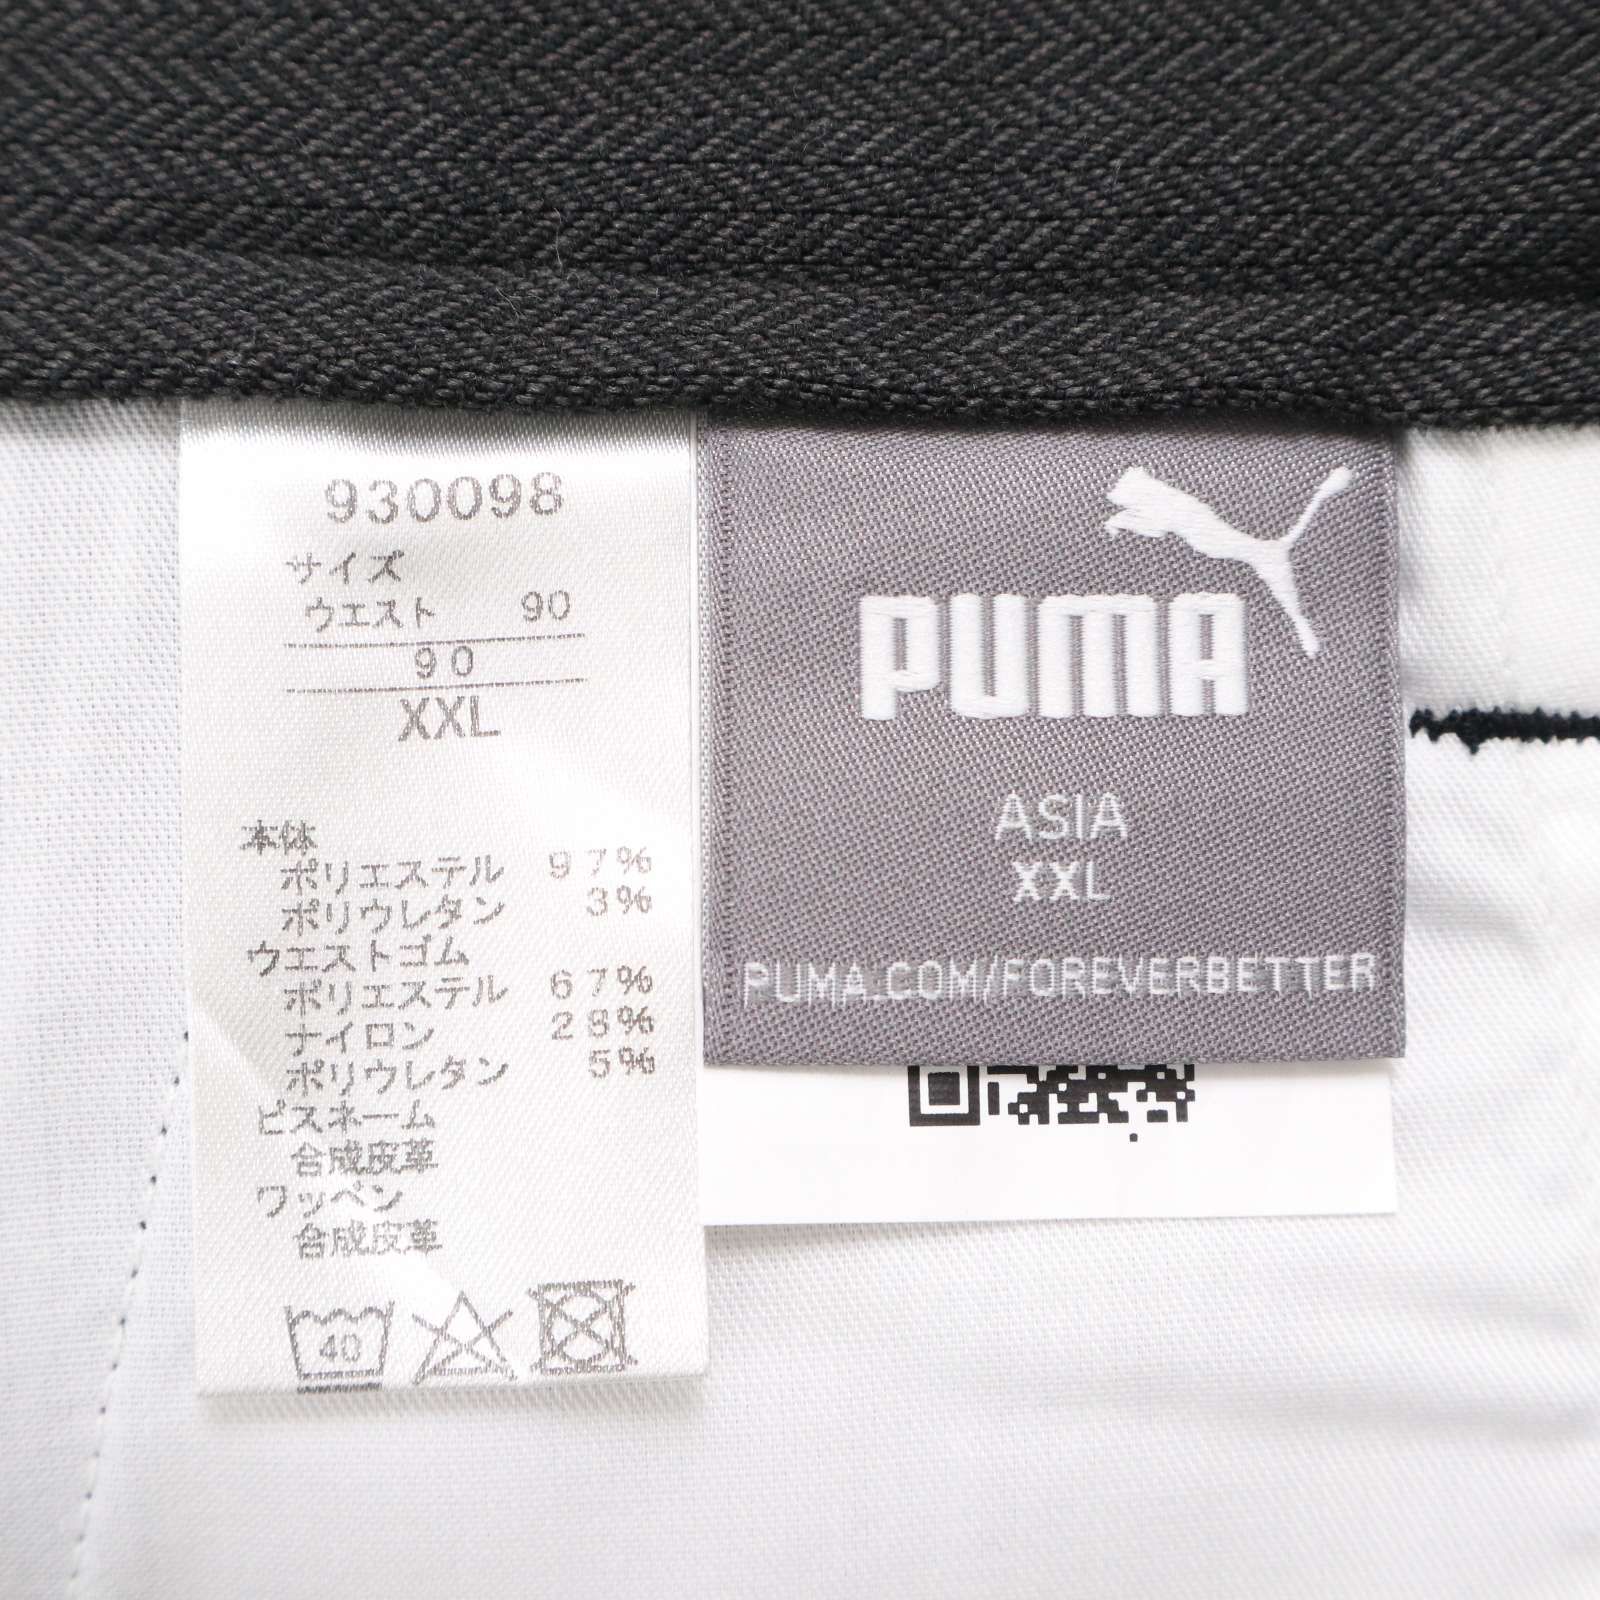 930098
サイズ
ウエスト 90
90
XXL
本体
ポリエステル 97%
ポリウレタン 3%
ウエストゴム
ポリエステル 67%
ナイロン 28%
ポリウレタン 5%
ピスネーム
合成皮革
ワッペン
合成皮革
40
PUMA
ASIA
XXL
PUMA.COM/FOREVERBETTER